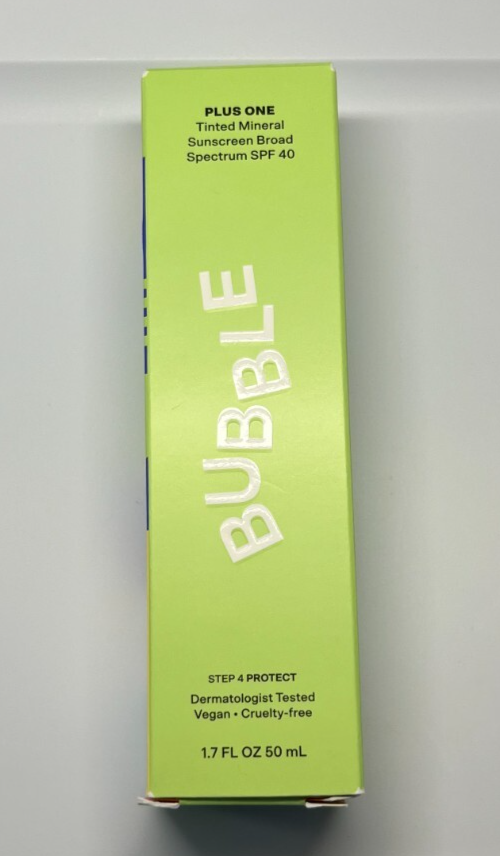 PLUS ONE
Tinted Mineral
Sunscreen Broad
Spectrum SPF 40
BUBBLE
STEP 4 PROTECT
Dermatologist Tested
Vegan • Cruelty-free
1.7 FL OZ 50 mL